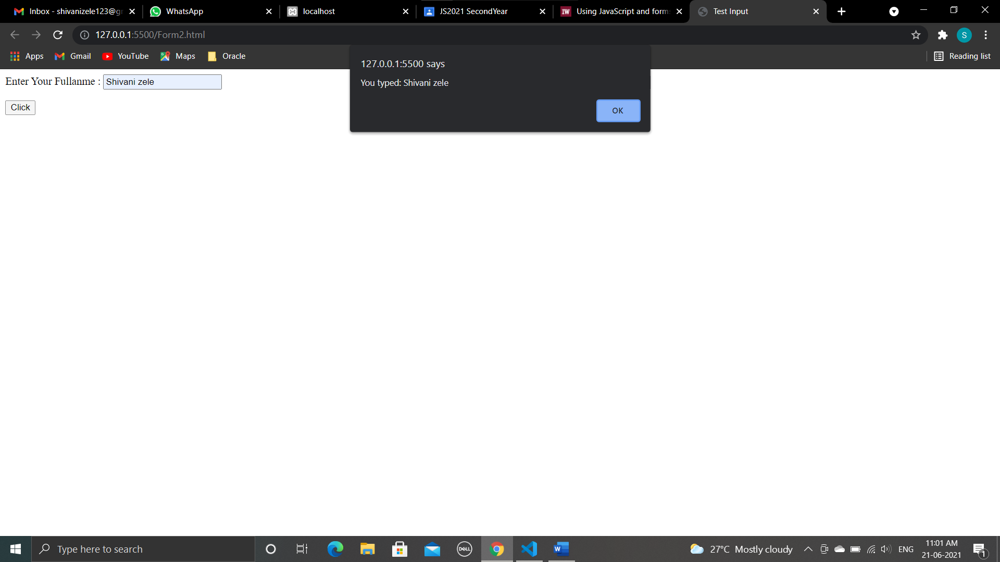 Inbox - shivanizele123@gr
WhatsApp
localhost
JS2021 SecondYear
Using JavaScript and form
Test Input
127.0.0.1:5500/Form2.html
S
Apps
Gmail
YouTube
Maps
Oracle
Reading list
127.0.0.1:5500 says
You typed: Shivani zele
OK
Enter Your Fullanme : Shivani zele
Click
Type here to search
DELL
W
27°C Mostly cloudy
ENG
11:01 AM
21-06-2021
1